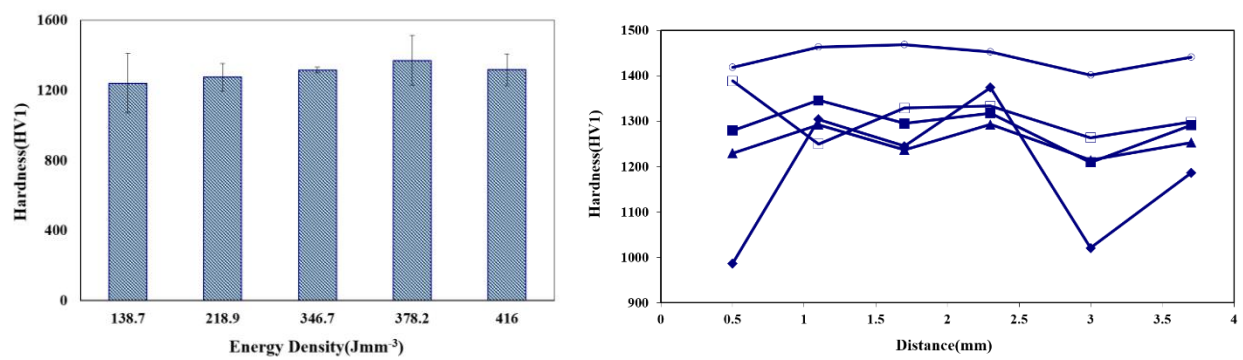 1600
1200
800
400
0
Hardness(HV1)
138.7 218.9 346.7 378.2 416
Energy Density(Jmm⁻³)
1500
1400
1300
1200
1100
1000
900
Hardness(HV1)
0 0.5 1 1.5 2 2.5 3 3.5 4
Distance(mm)